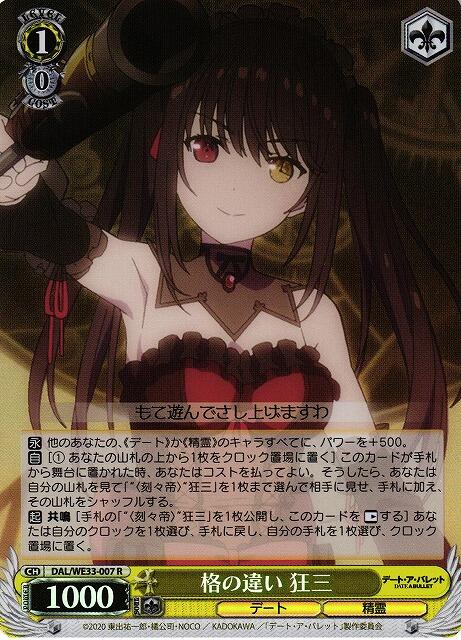 LEVEL
1
0
COST
もて遊んでさし上げますわ
永 他のあなたの、《デート》か《精霊》のキャラすべてに、パワーを+500。
自 [① あなたの山札の上から1枚をクロック置場に置く] このカードが手札
から舞台に置かれた時、あなたはコストを払ってよい。そうしたら、あなたは
自分の山札を見て「“〈刻々帝〉”狂三」を1枚まで選んで相手に見せ、手札に加え、
その山札をシャッフルする。
起 共鳴 [手札の「“〈刻々帝〉”狂三」を1枚公開し、このカードを する] あな
たは自分のクロックを1枚選び、手札に戻し、自分の手札を1枚選び、クロック
置場に置く。
CH DAL/WE33-007 R
POWER 1000
SOUL
格の違い 狂三
デート・ア・バレット
DATE A BULLET
デート 精霊
©2020 東出祐一郎・橘公司・NOCO / KADOKAWA / 「デート・ア・バレット」製作委員会